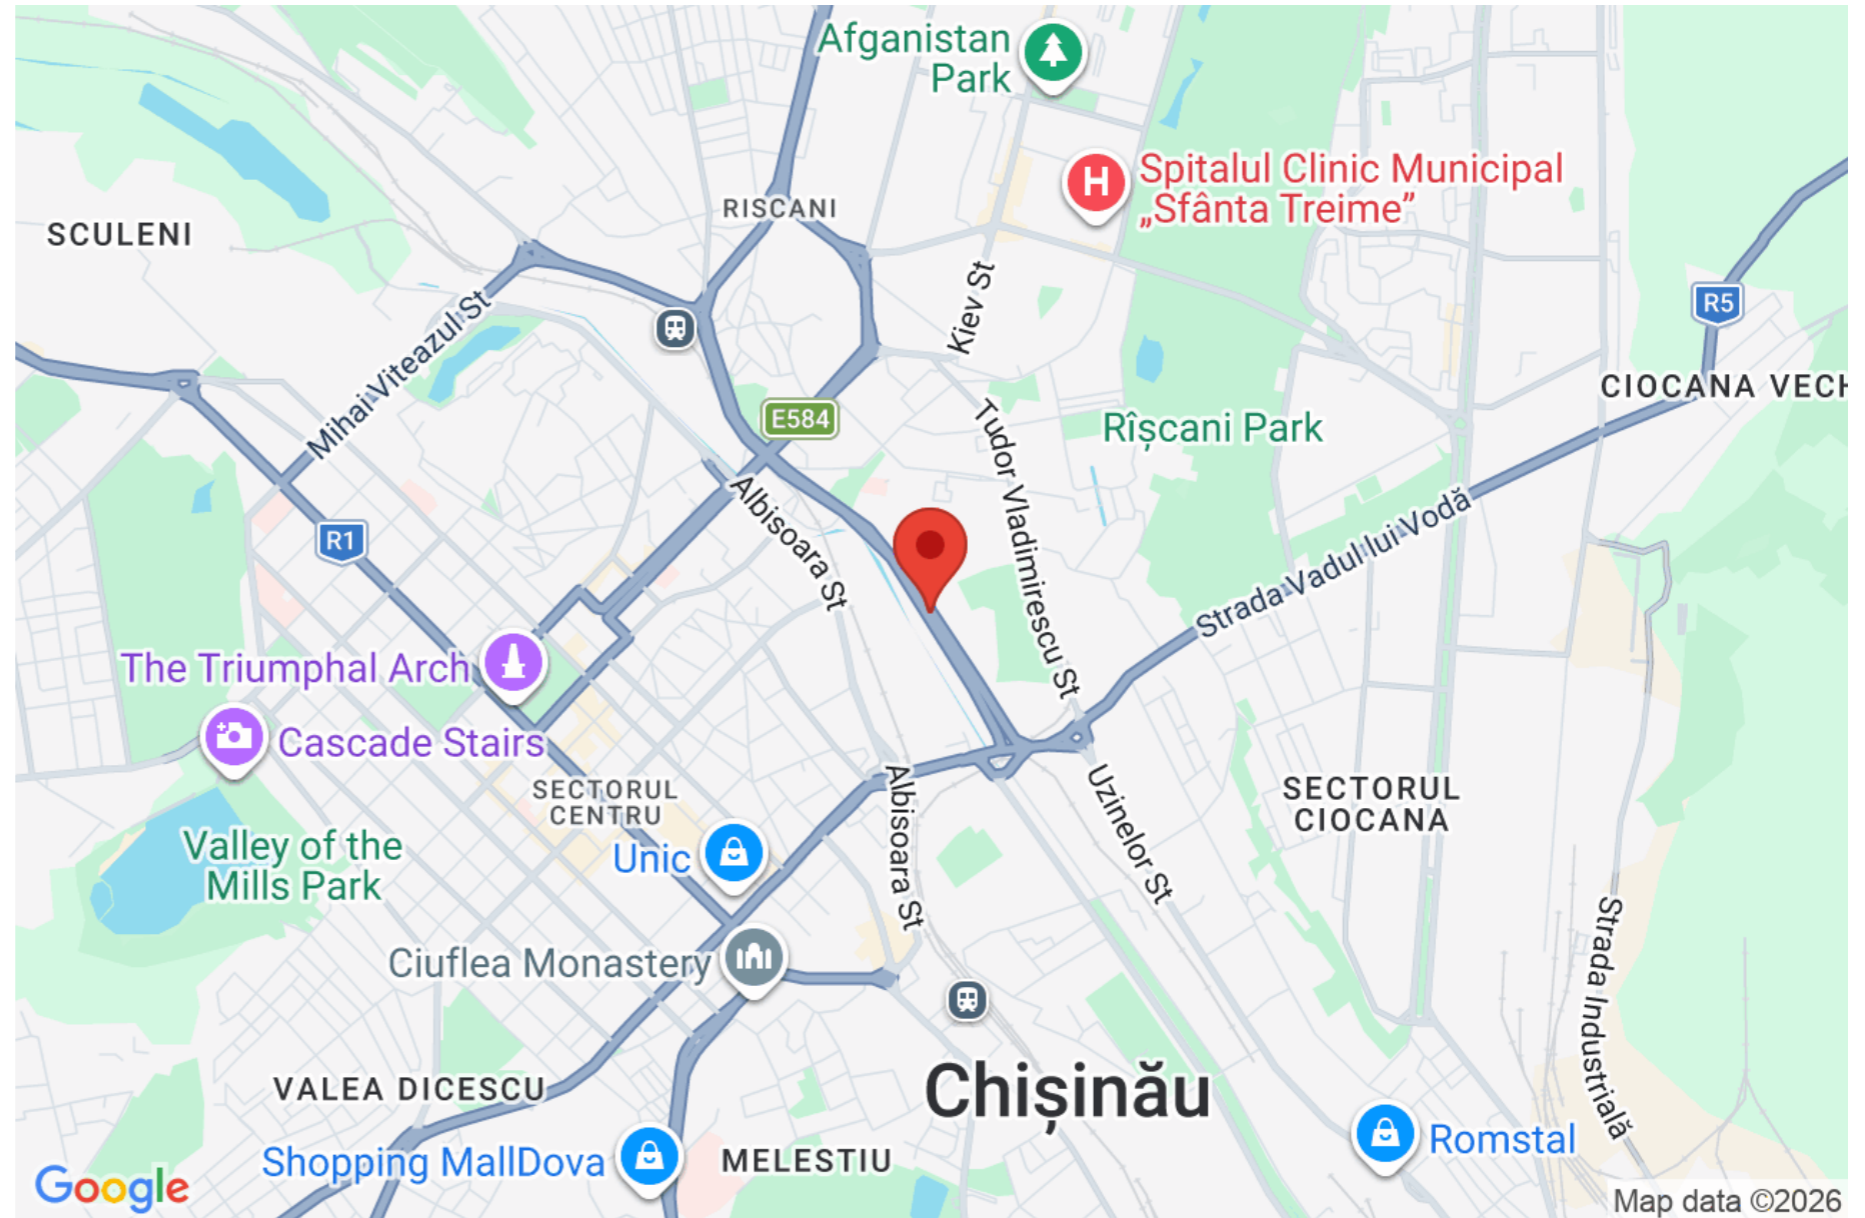 Afganistan
Park
Spitalul Clinic Municipal
„Sfânta Treime”
RISCANI
SCULENI
Kiev St
R5
Mihai Viteazul St
CIOCANA VECH
E584
Tudor Vladimirescu St
Rîșcani Park
Albisoara St
R1
Strada Vadul lui Vodă
The Triumphal Arch
Cascade Stairs
SECTORUL
CENTRU
Albisoara St
Uzinelor St
SECTORUL
CIOCANA
Valley of the
Mills Park
Unic
Strada Industrială
Ciuflea Monastery
Chișinău
VALEA DICESCU
Shopping MallDova
MELESTIU
Romstal
Google
Map data ©2026